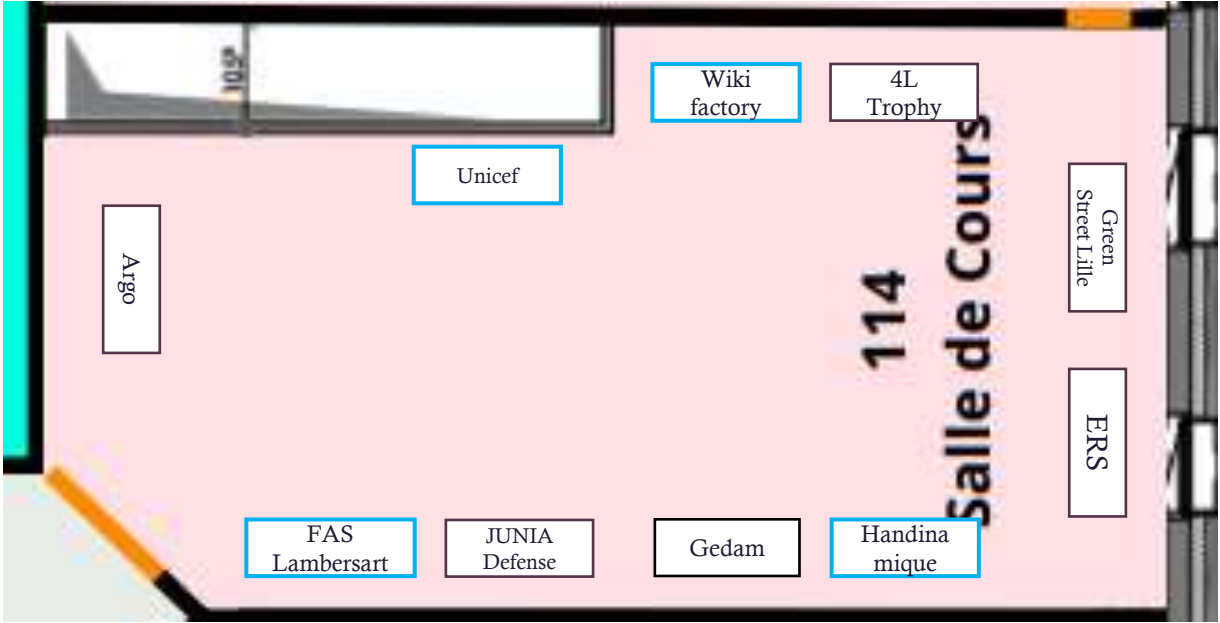 105ª
Wiki
factory
4L
Trophy
Unicef
Argo
Green
Street Lille
114
Salle de Cours
ERS
FAS
Lambersart
JUNIA
Defense
Gedam
Handina
mique